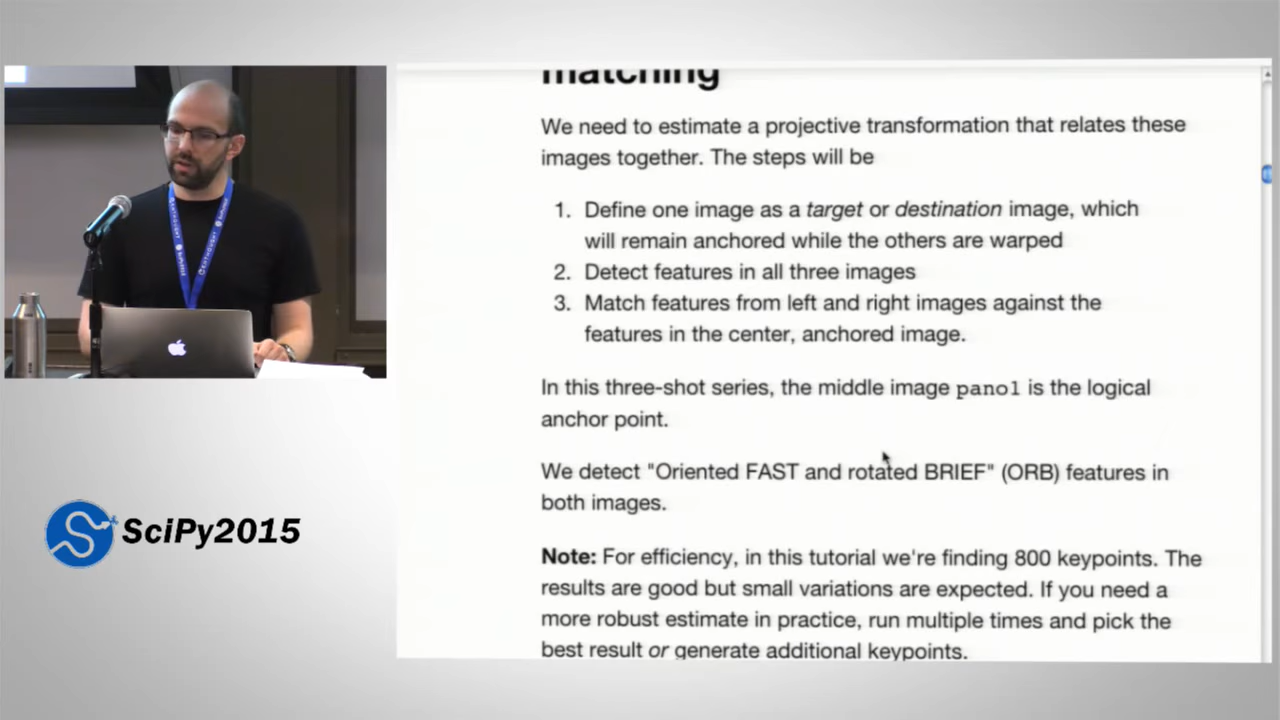 matching
We need to estimate a projective transformation that relates these
images together. The steps will be
1. Define one image as a target or destination image, which
will remain anchored while the others are warped
2. Detect features in all three images
3. Match features from left and right images against the
features in the center, anchored image.
In this three-shot series, the middle image pano1 is the logical
anchor point.
We detect "Oriented FAST and rotated BRIEF" (ORB) features in
both images.
Note: For efficiency, in this tutorial we're finding 800 keypoints. The
results are good but small variations are expected. If you need a
more robust estimate in practice, run multiple times and pick the
best result or generate additional keypoints.
ENTHOUGHT
SciPy2015